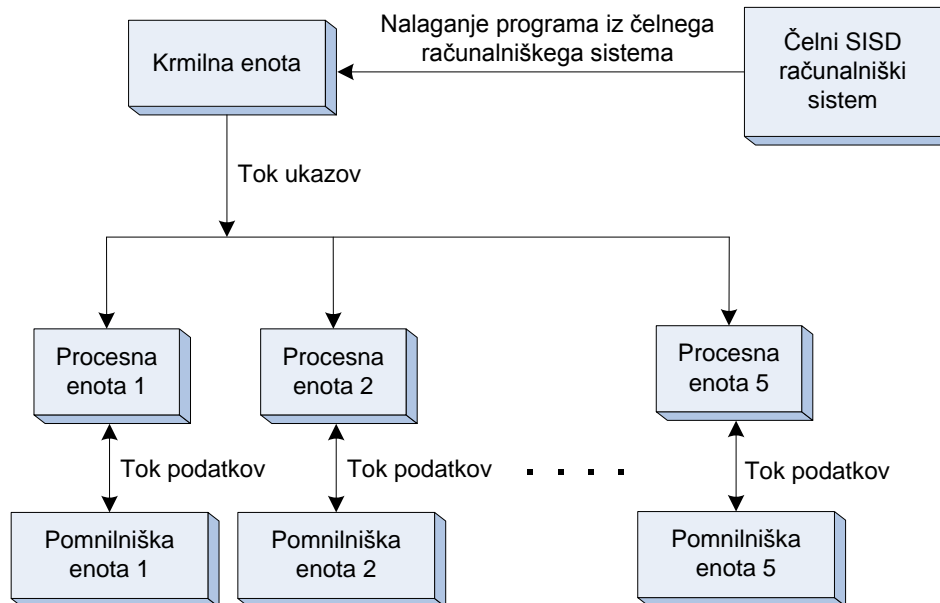 Krmilna enota
Nalaganje programa iz čelnega
računalniškega sistema
Čelni SISD
računalniški
sistem
Tok ukazov
Procesna
enota 1
Procesna
enota 2
Procesna
enota 5
Tok podatkov
Tok podatkov
. . . .
Tok podatkov
Pomnilniška
enota 1
Pomnilniška
enota 2
Pomnilniška
enota 5